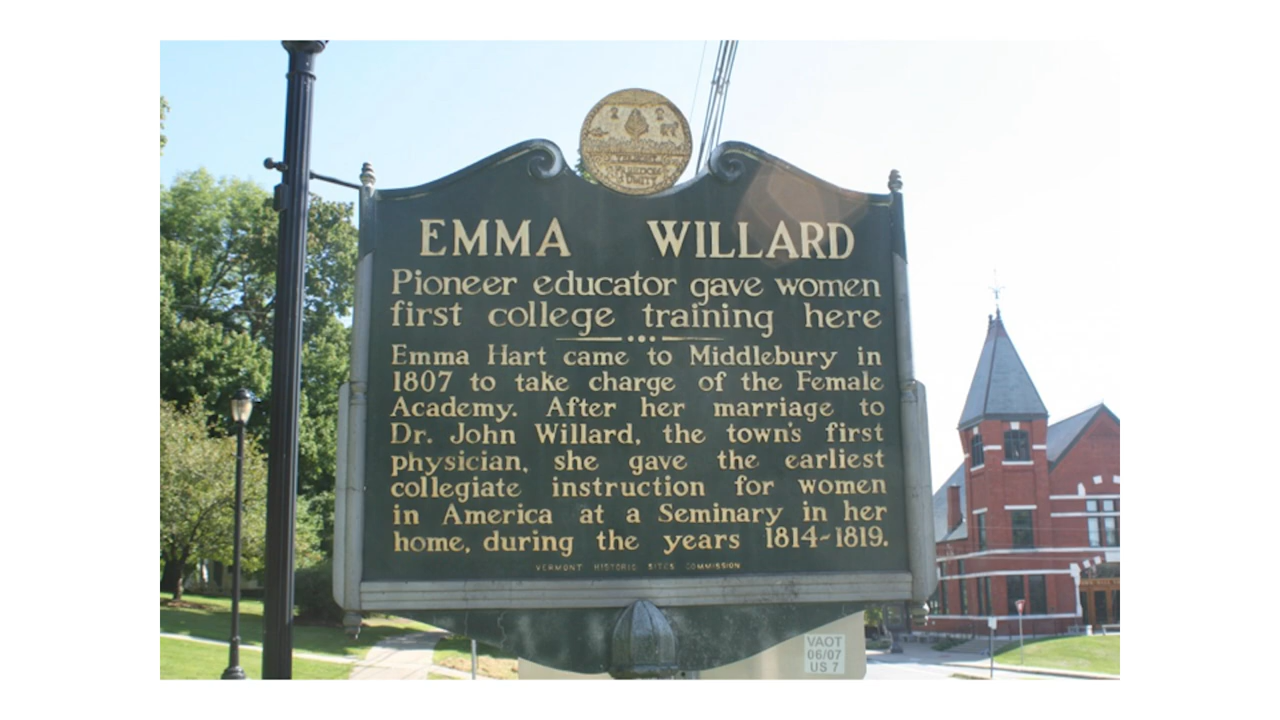 VERMONT
FREEDOM
& UNITY
EMMA WILLARD
Pioneer educator gave women
first college training here
Emma Hart came to Middlebury in
1807 to take charge of the Female
Academy. After her marriage to
Dr. John Willard, the town's first
physician, she gave the earliest
collegiate instruction for women
in America at a Seminary in her
home, during the years 1814-1819.
VERMONT HISTORIC SITES COMMISSION
VAOT
06/07
US 7